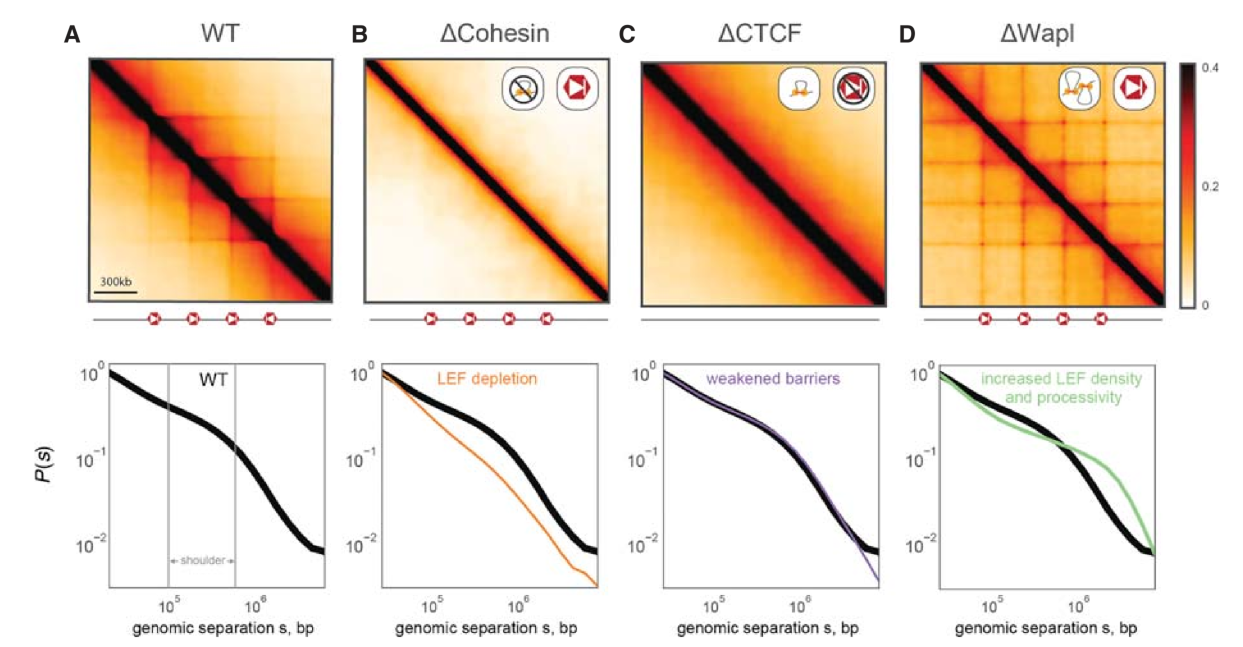 A WT
B ΔCohesin
C ΔCTCF
D ΔWapl
300kb
0.4
0.2
0
P(s)
10^0
10^-1
10^-2
WT
shoulder
10^5 10^6
genomic separation s, bp
10^0
10^-1
10^-2
LEF depletion
10^5 10^6
genomic separation s, bp
10^0
10^-1
10^-2
weakened barriers
10^5 10^6
genomic separation s, bp
10^0
10^-1
10^-2
increased LEF density
and processivity
10^5 10^6
genomic separation s, bp